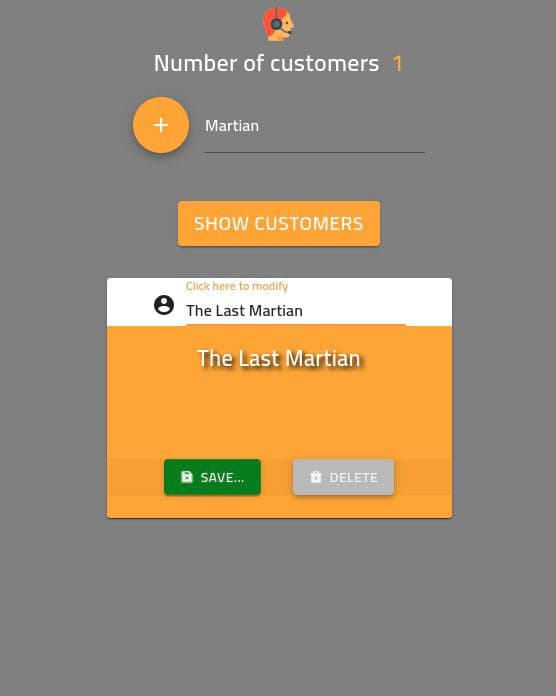 Number of customers 1
Martian
SHOW CUSTOMERS
Click here to modify
The Last Martian
The Last Martian
SAVE... DELETE